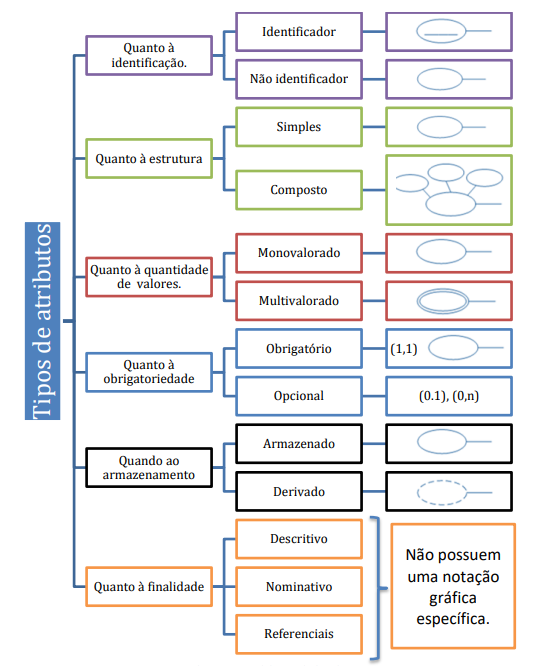 Tipos de atributos
Quanto à
identificação.
Identificador
Não identificador
Quanto à estrutura
Simples
Composto
Quanto à quantidade
de valores.
Monovalorado
Multivalorado
Quanto à
obrigatoriedade
Obrigatório
(1,1)
Opcional
(0.1), (0,n)
Quando ao
armazenamento
Armazenado
Derivado
Quanto à finalidade
Descritivo
Nominativo
Referenciais
Não possuem
uma notação
gráfica
específica.